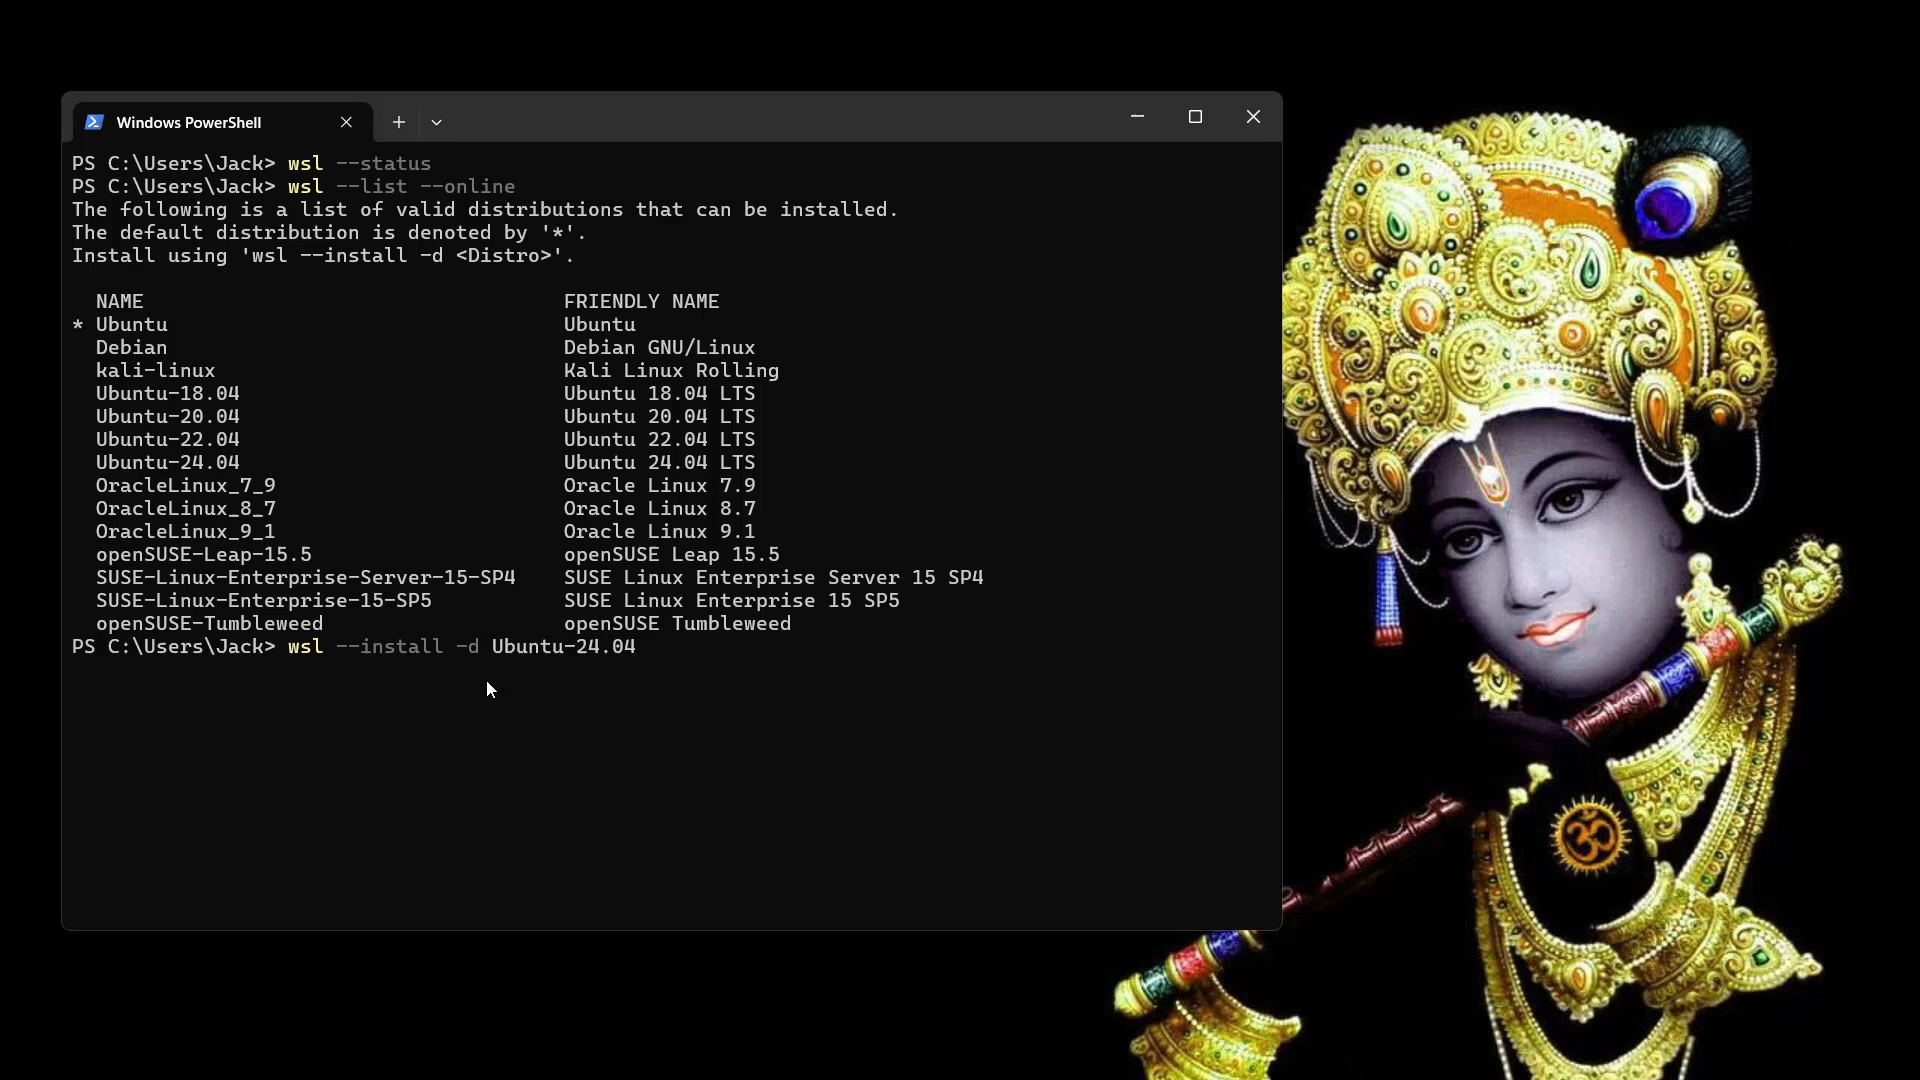 Windows PowerShell
PS C:\Users\Jack> wsl --status
PS C:\Users\Jack> wsl --list --online
The following is a list of valid distributions that can be installed.
The default distribution is denoted by '*'.
Install using 'wsl --install -d <Distro>'.
NAME FRIENDLY NAME
* Ubuntu Ubuntu
Debian Debian GNU/Linux
kali-linux Kali Linux Rolling
Ubuntu-18.04 Ubuntu 18.04 LTS
Ubuntu-20.04 Ubuntu 20.04 LTS
Ubuntu-22.04 Ubuntu 22.04 LTS
Ubuntu-24.04 Ubuntu 24.04 LTS
OracleLinux_7_9 Oracle Linux 7.9
OracleLinux_8_7 Oracle Linux 8.7
OracleLinux_9_1 Oracle Linux 9.1
openSUSE-Leap-15.5 openSUSE Leap 15.5
SUSE-Linux-Enterprise-Server-15-SP4 SUSE Linux Enterprise Server 15 SP4
SUSE-Linux-Enterprise-15-SP5 SUSE Linux Enterprise 15 SP5
openSUSE-Tumbleweed openSUSE Tumbleweed
PS C:\Users\Jack> wsl --install -d Ubuntu-24.04
ॐ